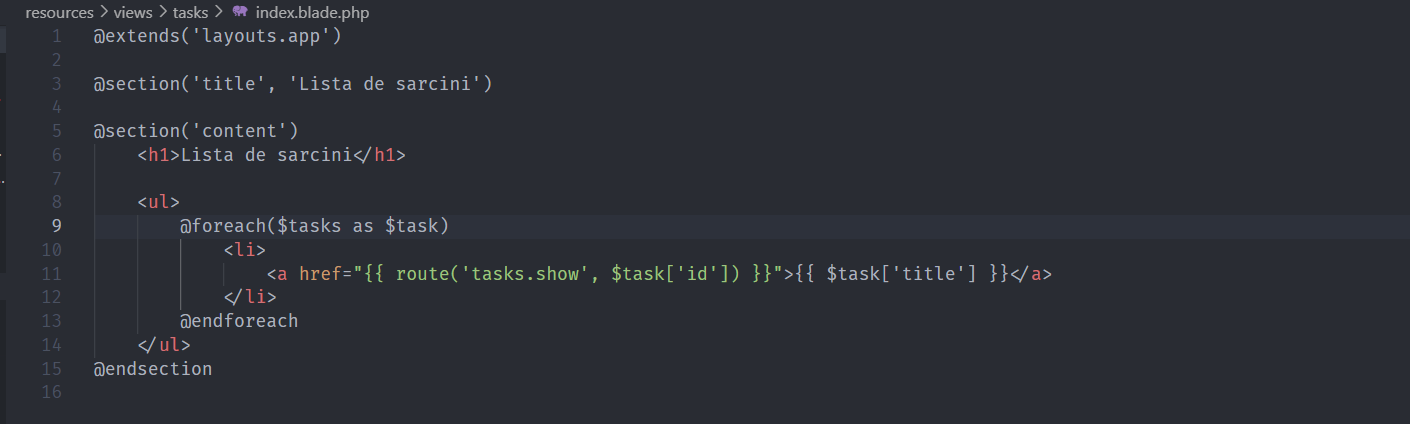 resources > views > tasks > index.blade.php
1 @extends('layouts.app')
2
3 @section('title', 'Lista de sarcini')
4
5 @section('content')
6 <h1>Lista de sarcini</h1>
7
8 <ul>
9 @foreach($tasks as $task)
10 <li>
11 <a href="{{ route('tasks.show', $task['id']) }}">{{ $task['title'] }}</a>
12 </li>
13 @endforeach
14 </ul>
15 @endsection
16